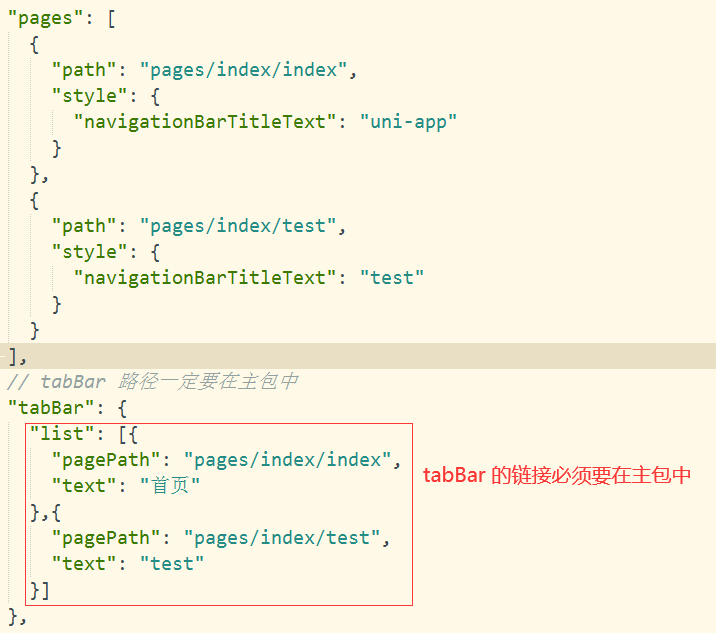 "pages": [
{
"path": "pages/index/index",
"style": {
"navigationBarTitleText": "uni-app"
}
},
{
"path": "pages/index/test",
"style": {
"navigationBarTitleText": "test"
}
}
],
// tabBar 路径一定要在主包中
"tabBar": {
"list": [{
"pagePath": "pages/index/index",
"text": "首页"
},{
"pagePath": "pages/index/test",
"text": "test"
}]
},
tabBar 的链接必须要在主包中